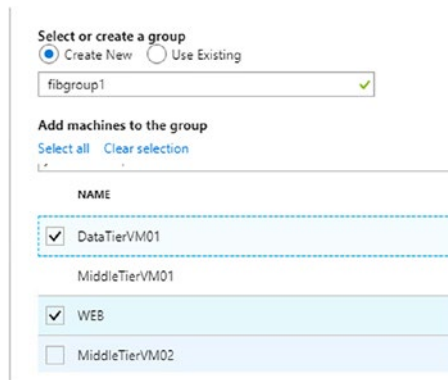 Select or create a group
Create New Use Existing
fibgroup1
Add machines to the group
Select all Clear selection
NAME
DataTierVM01
MiddleTierVM01
WEB
MiddleTierVM02